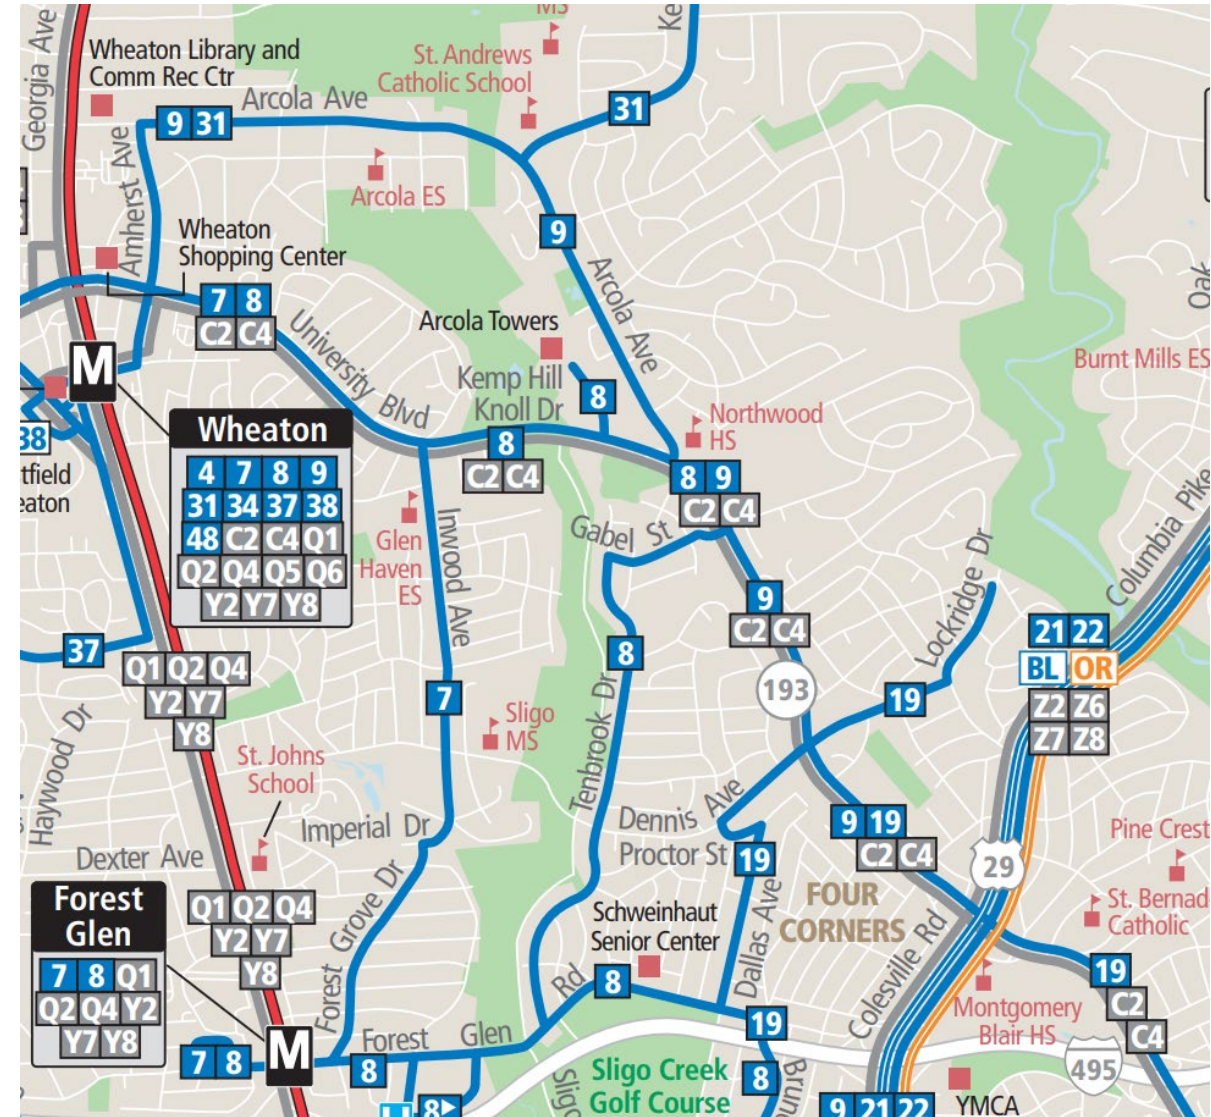 MS
St. Andrews
Catholic School
Ke
Georgia Ave
Wheaton Library and
Comm Rec Ctr
Arcola Ave
9 31
31
Amherst Ave
Arcola ES
Wheaton
Shopping Center
9
Arcola Ave
Oak
7 8
C2 C4
University Blvd
Arcola Towers
Kemp Hill
Knoll Dr
8
Burnt Mills ES
M
Wheaton
4 7 8 9
31 34 37 38
48 C2 C4 Q1
Q2 Q4 Q5 Q6
Y2 Y7 Y8
38
tfield
eaton
8
C2 C4
Northwood
HS
8 9
C2 C4
Columbia Pike
Glen
Haven
ES
Inwood Ave
Gabel St
Lockridge Dr
9
C2 C4
21 22
BL OR
Z2 Z6
Z7 Z8
37
Q1 Q2 Q4
Y2 Y7
Y8
8
193
19
7
Sligo
MS
Haywood Dr
St. Johns
School
Tenbrook Dr
Imperial Dr
Dexter Ave
Dennis Ave
Proctor St
19
9 19
C2 C4
29
Pine Crest
St. Bernad
Catholic
Forest
Glen
7 8 Q1
Q2 Q4 Y2
Y7 Y8
Q1 Q2 Q4
Y2 Y7
Y8
Forest Grove Dr
Schweinhaut
Senior Center
Dallas Ave
FOUR
CORNERS
Colesville Rd
8
19
C2
C4
Montgomery
Blair HS
M
7 8
Forest Glen Rd
8
19
495
Sligo
Sligo Creek
Golf Course
8
Brun
8
9 21 22
YMCA